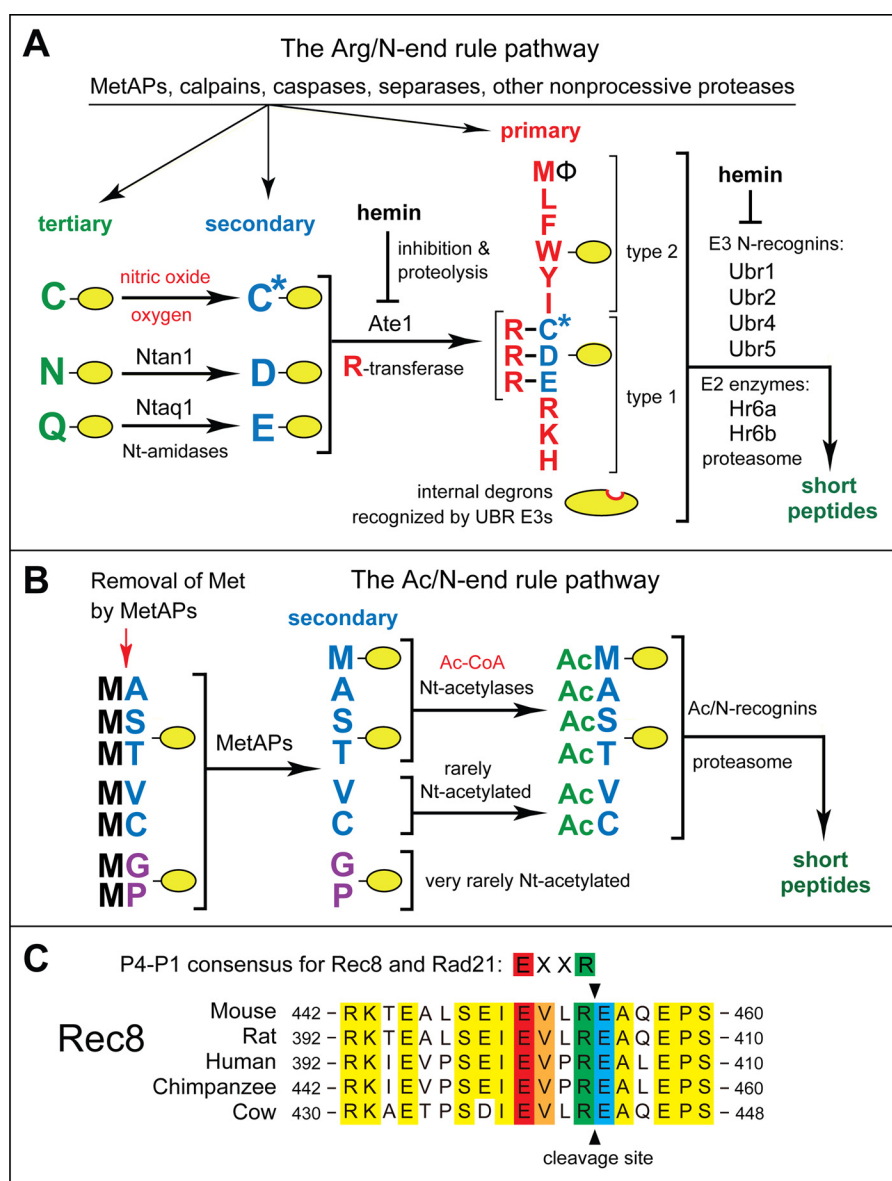 A
The Arg/N-end rule pathway
MetAPs, calpains, caspases, separases, other nonprocessive proteases
primary
tertiary
secondary
hemin
inhibition &
proteolysis
C
nitric oxide
oxygen
C*
N
Ntan1
D
Q
Ntaq1
Nt-amidases
E
Ate1
R-transferase
MΦ
L
F
W
Y
I
type 2
R-C*
R-D
R-E
R
K
H
type 1
internal degrons
recognized by UBR E3s
hemin
E3 N-recognins:
Ubr1
Ubr2
Ubr4
Ubr5
E2 enzymes:
Hr6a
Hr6b
proteasome
short
peptides
B
The Ac/N-end rule pathway
Removal of Met
by MetAPs
MA
MS
MT
MV
MC
MG
MP
MetAPs
secondary
M
A
S
T
V
C
G
P
Ac-CoA
Nt-acetylases
rarely
Nt-acetylated
very rarely Nt-acetylated
AcM
AcA
AcS
AcT
AcV
AcC
Ac/N-recognins
proteasome
short
peptides
C
P4-P1 consensus for Rec8 and Rad21: E X X R
Rec8
Mouse 442 – R K T E A L S E I E V L R E A Q E P S – 460
Rat 392 – R K T E A L S E I E V L R E A Q E P S – 410
Human 392 – R K I E V P S E I E V P R E A L E P S – 410
Chimpanzee 442 – R K I E V P S E I E V P R E A L E P S – 460
Cow 430 – R K A E T P S D I E V L R E A Q E P S – 448
cleavage site